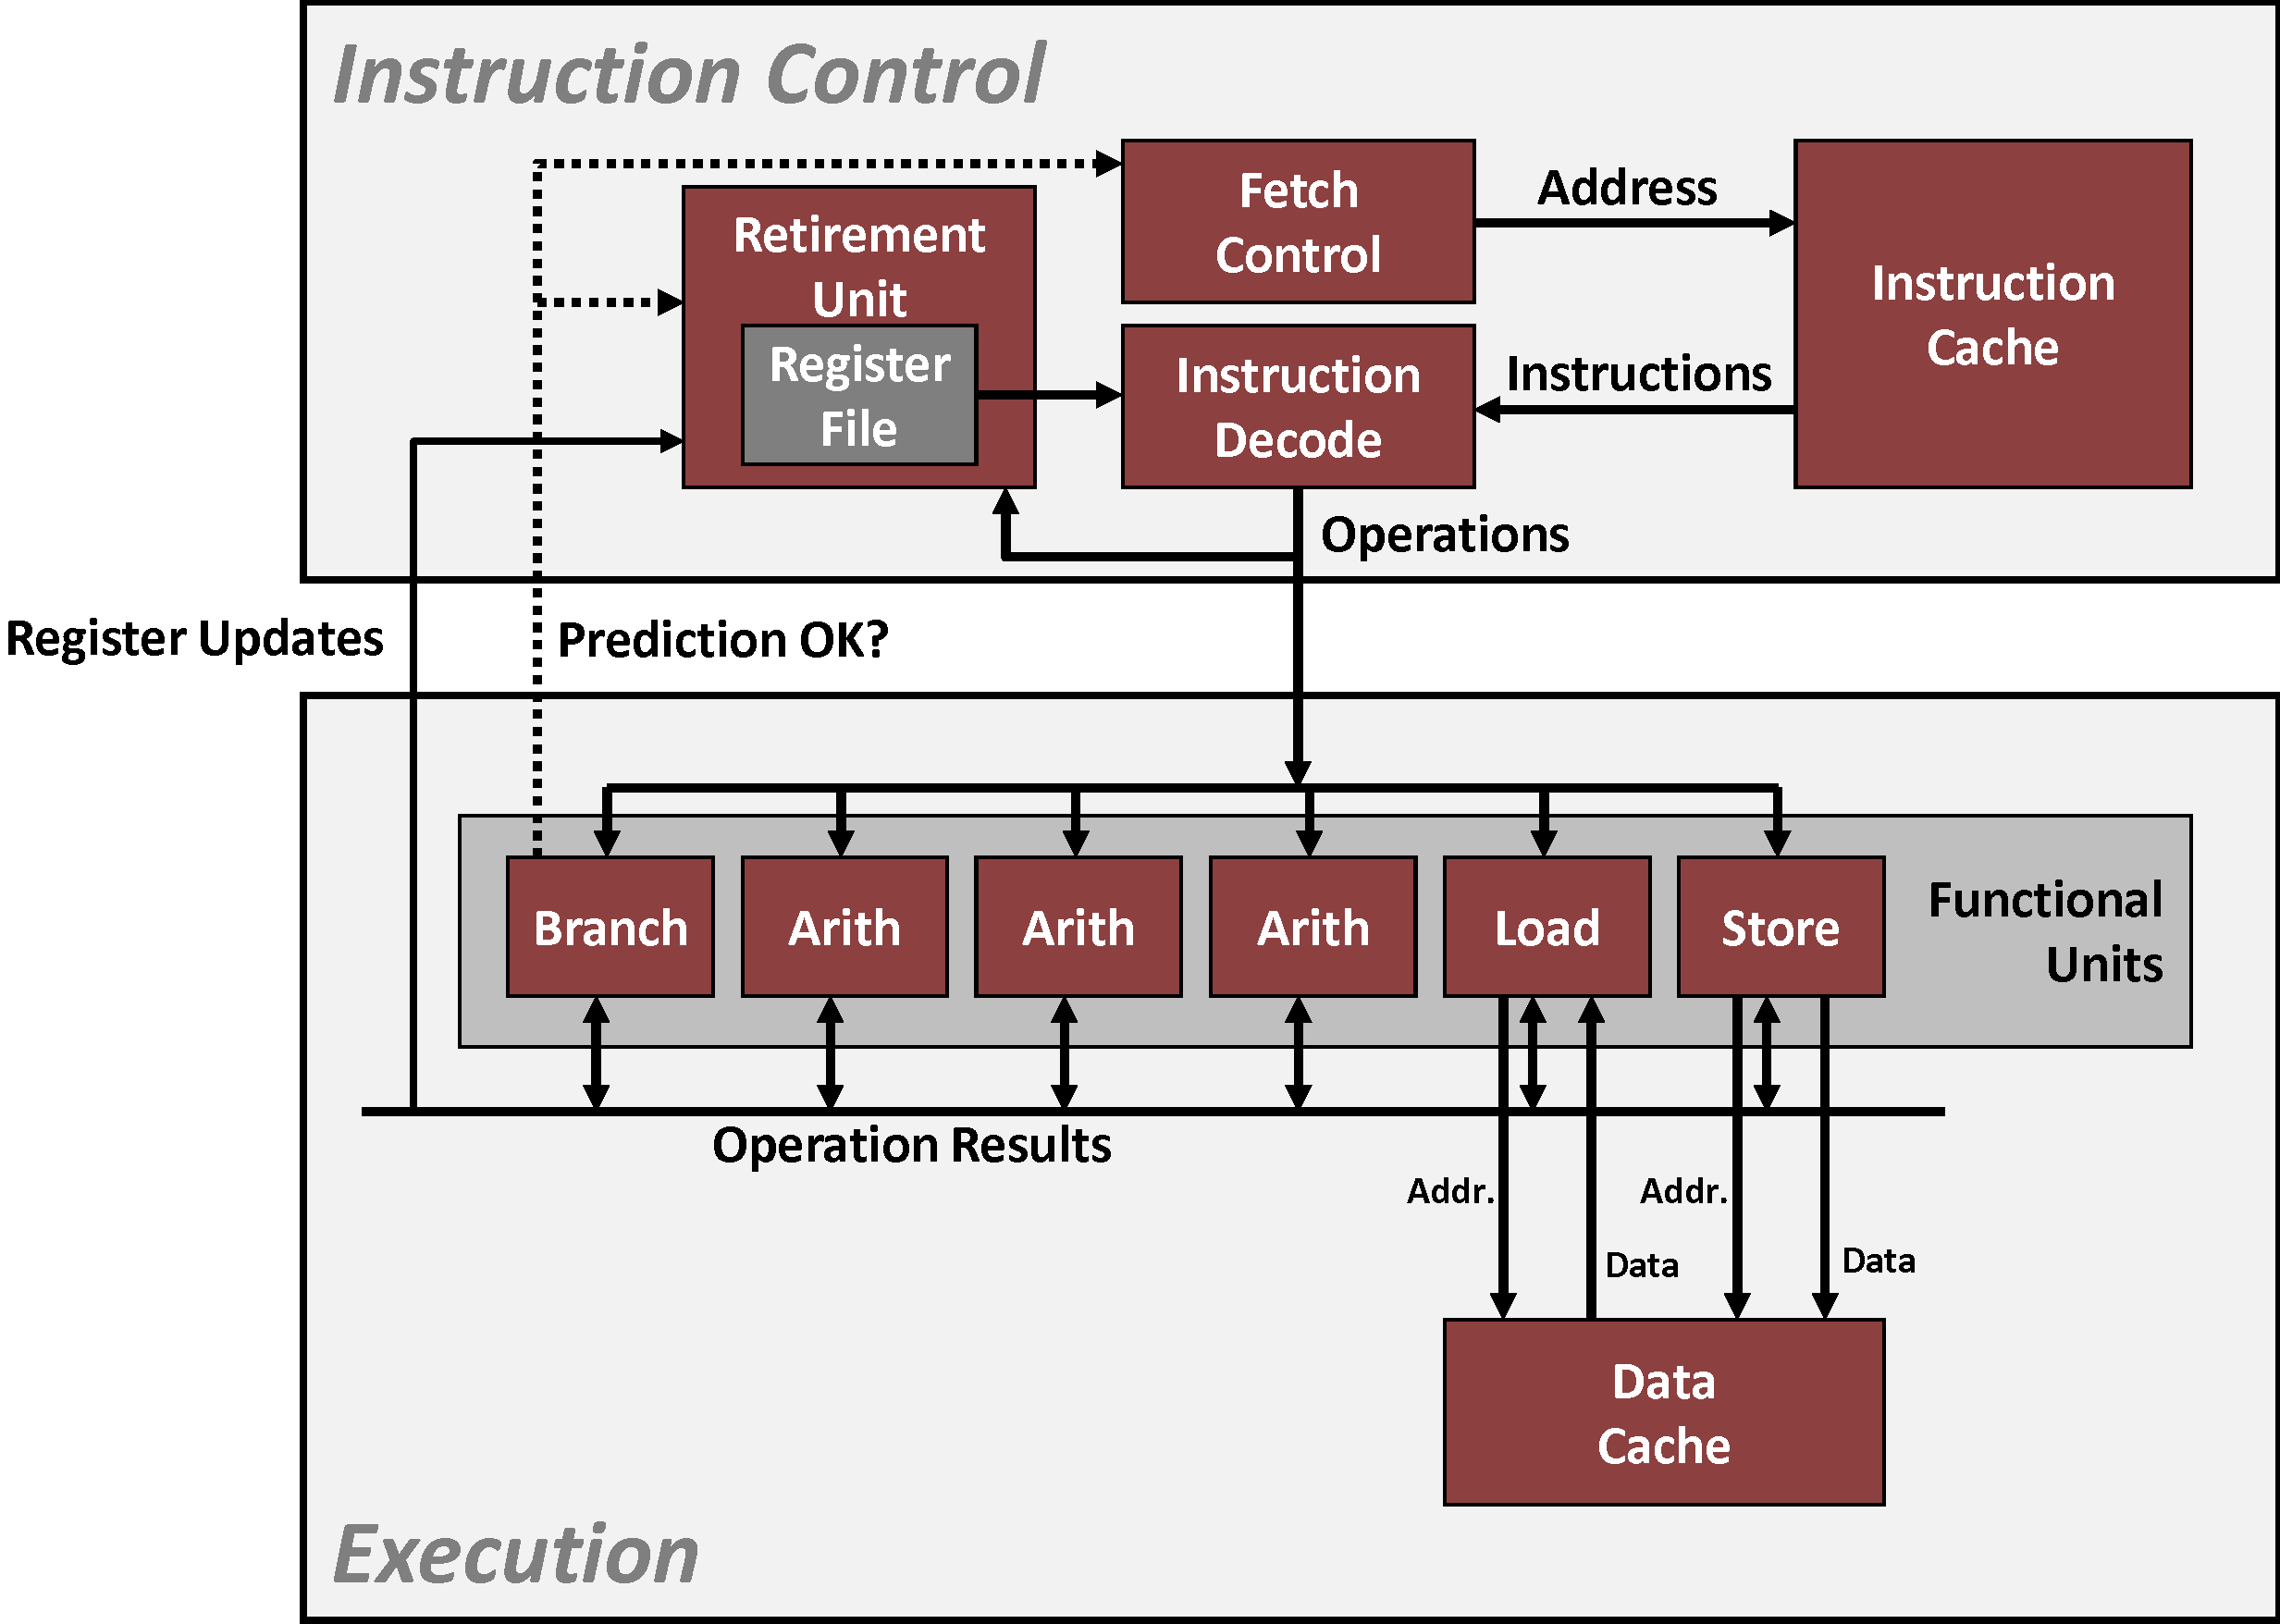 Instruction Control
Fetch
Control
Address
Instruction
Cache
Retirement
Unit
Register
File
Instruction
Decode
Instructions
Operations
Register Updates
Prediction OK?
Branch
Arith
Arith
Arith
Load
Store
Functional
Units
Operation Results
Addr.
Addr.
Data
Data
Data
Cache
Execution